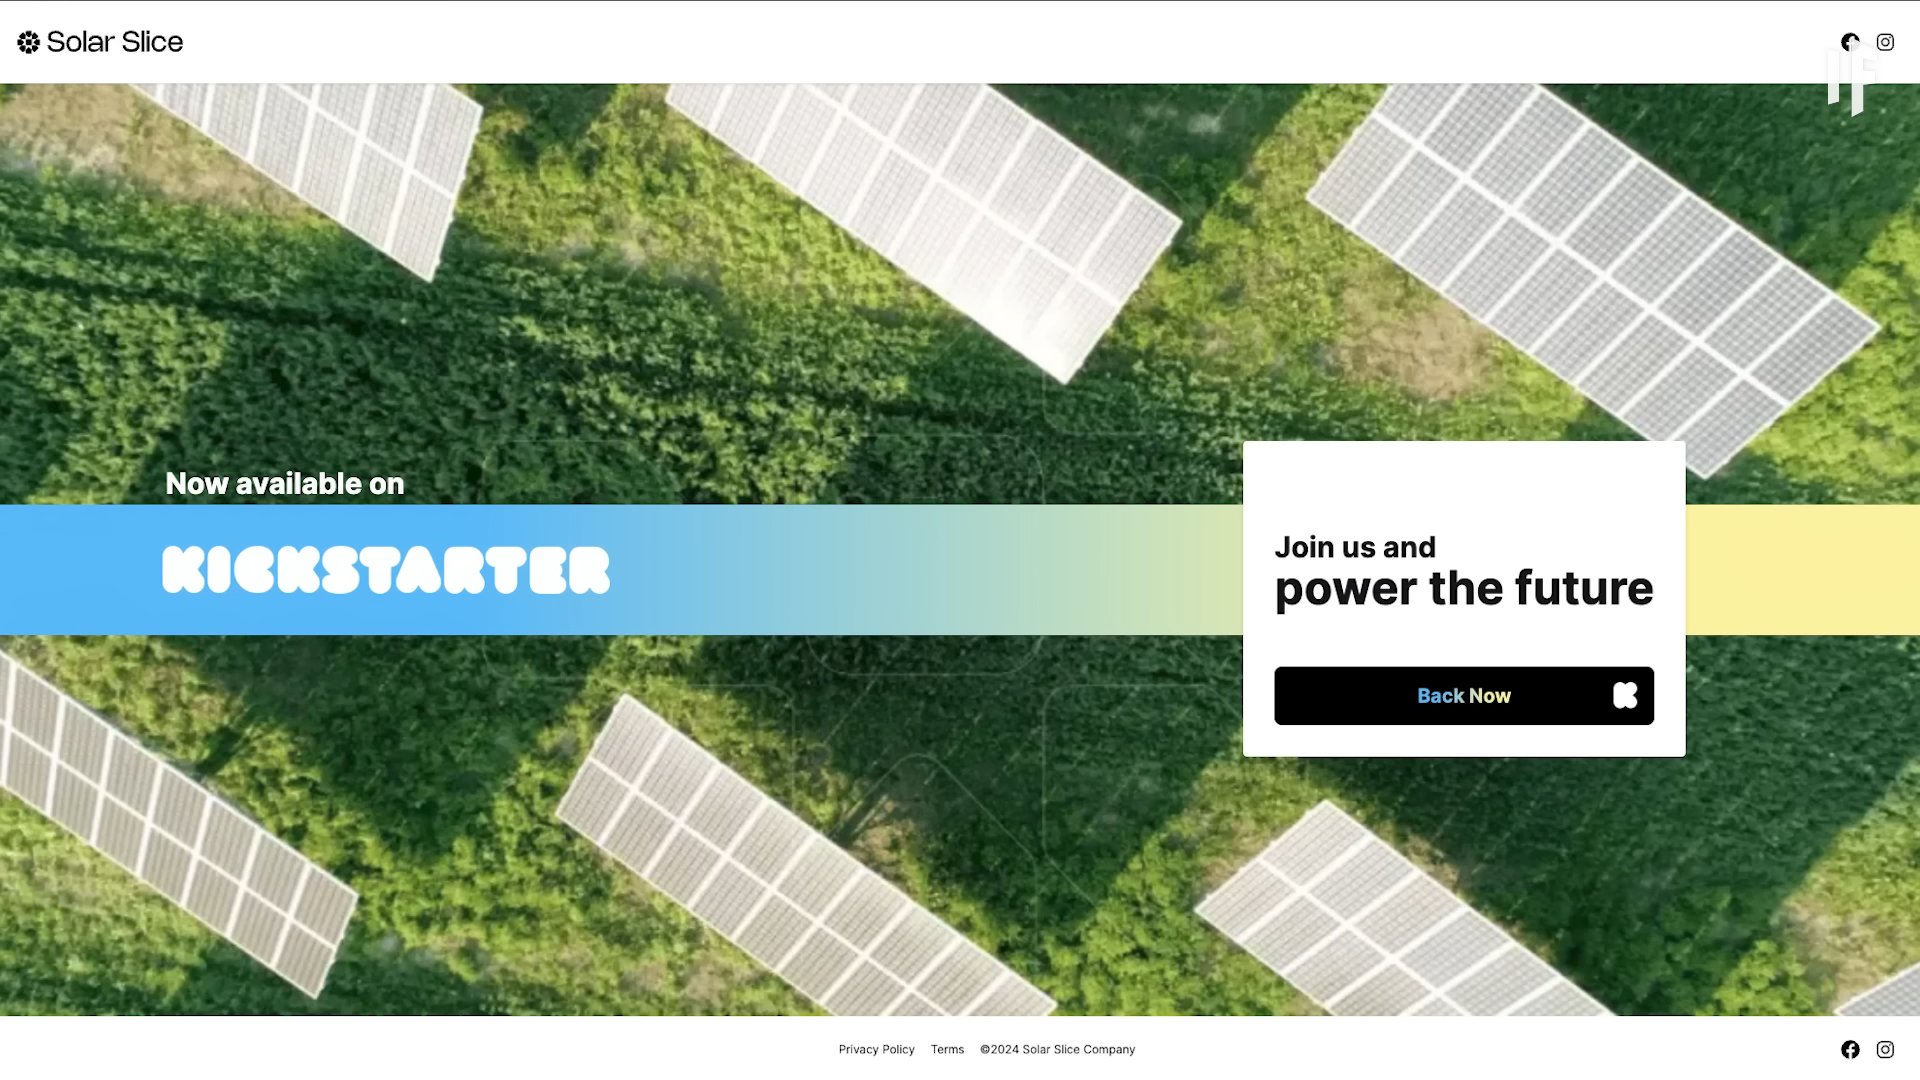 Solar Slice
IF
Now available on
KICKSTARTER
Join us and
power the future
Back Now
Privacy Policy Terms ©2024 Solar Slice Company